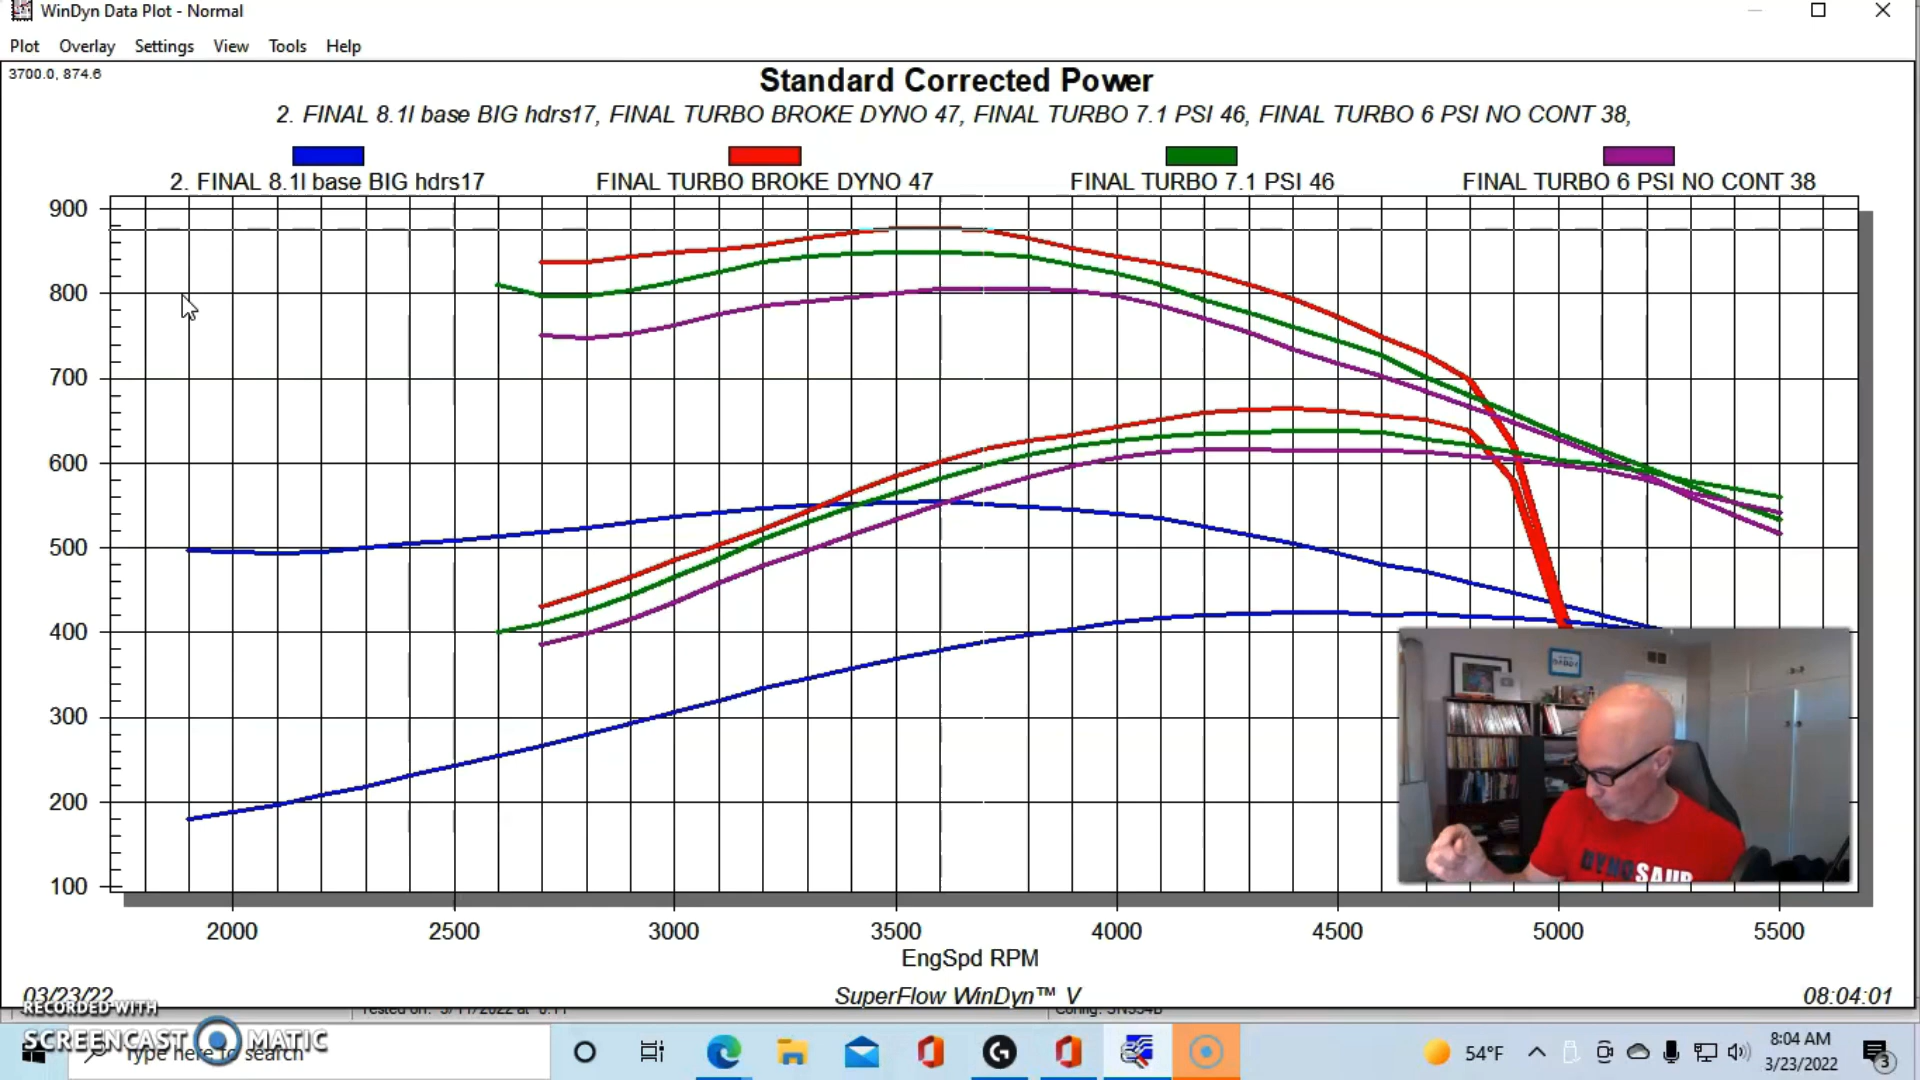 WinDyn Data Plot - Normal
Plot Overlay Settings View Tools Help
3700.0, 874.6
Standard Corrected Power
2. FINAL 8.1l base BIG hdrs17, FINAL TURBO BROKE DYNO 47, FINAL TURBO 7.1 PSI 46, FINAL TURBO 6 PSI NO CONT 38,
2. FINAL 8.1l base BIG hdrs17 FINAL TURBO BROKE DYNO 47 FINAL TURBO 7.1 PSI 46 FINAL TURBO 6 PSI NO CONT 38
900
800
700
600
500
400
300
200
100
2000 2500 3000 3500 4000 4500 5000 5500
EngSpd RPM
DYNOSAUR
03/23/22 SuperFlow WinDyn™ V 08:04:01
RECORDED WITH
SCREENCAST MATIC
Type here to search
54°F
8:04 AM
3/23/2022
3